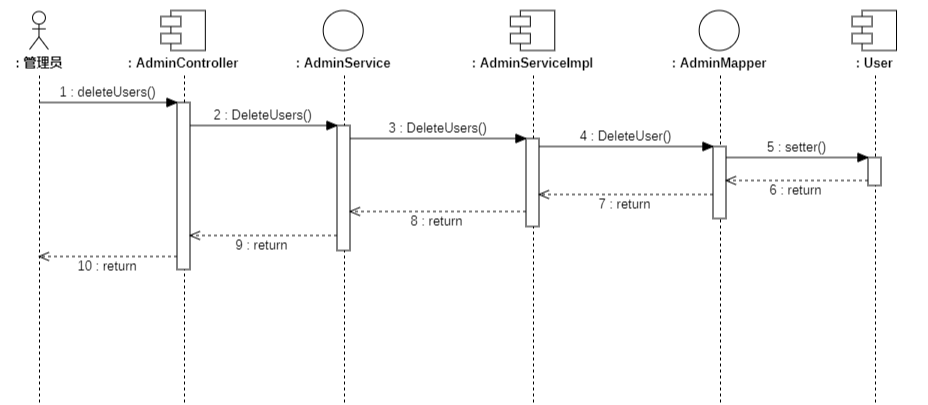 : 管理员
: AdminController
: AdminService
: AdminServiceImpl
: AdminMapper
: User
1 : deleteUsers()
2 : DeleteUsers()
3 : DeleteUsers()
4 : DeleteUser()
5 : setter()
6 : return
7 : return
8 : return
9 : return
10 : return